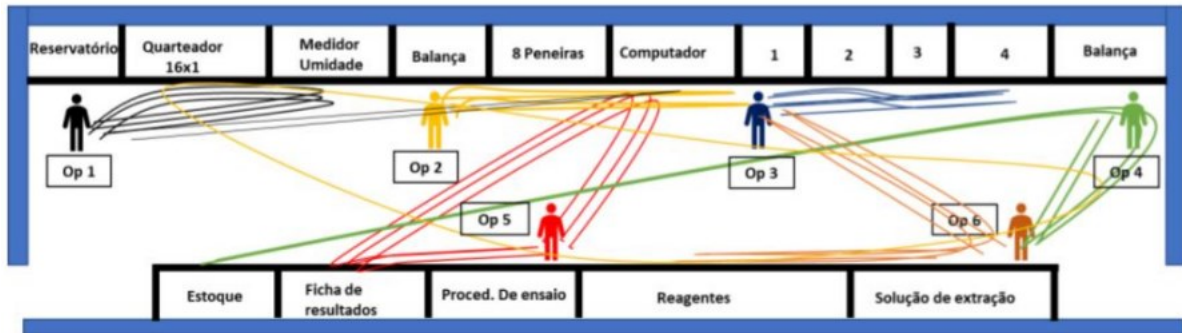 Reservatório
Quarteador
16x1
Medidor
Umidade
Balança
8 Peneiras
Computador
1
2
3
4
Balança
Op 1
Op 2
Op 3
Op 4
Op 5
Op 6
Estoque
Ficha de
resultados
Proced. De ensaio
Reagentes
Solução de extração